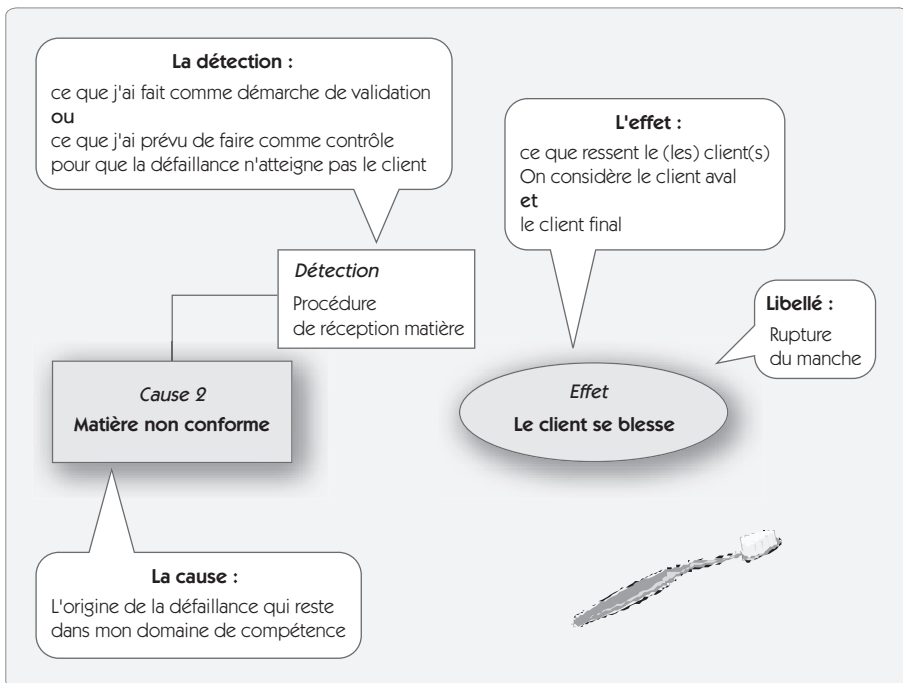 La détection :
ce que j'ai fait comme démarche de validation
ou
ce que j'ai prévu de faire comme contrôle
pour que la défaillance n'atteigne pas le client
L'effet :
ce que ressent le (les) client(s)
On considère le client aval
et
le client final
Détection
Procédure
de réception matière
Libellé :
Rupture
du manche
Cause 2
Matière non conforme
Effet
Le client se blesse
La cause :
L'origine de la défaillance qui reste
dans mon domaine de compétence